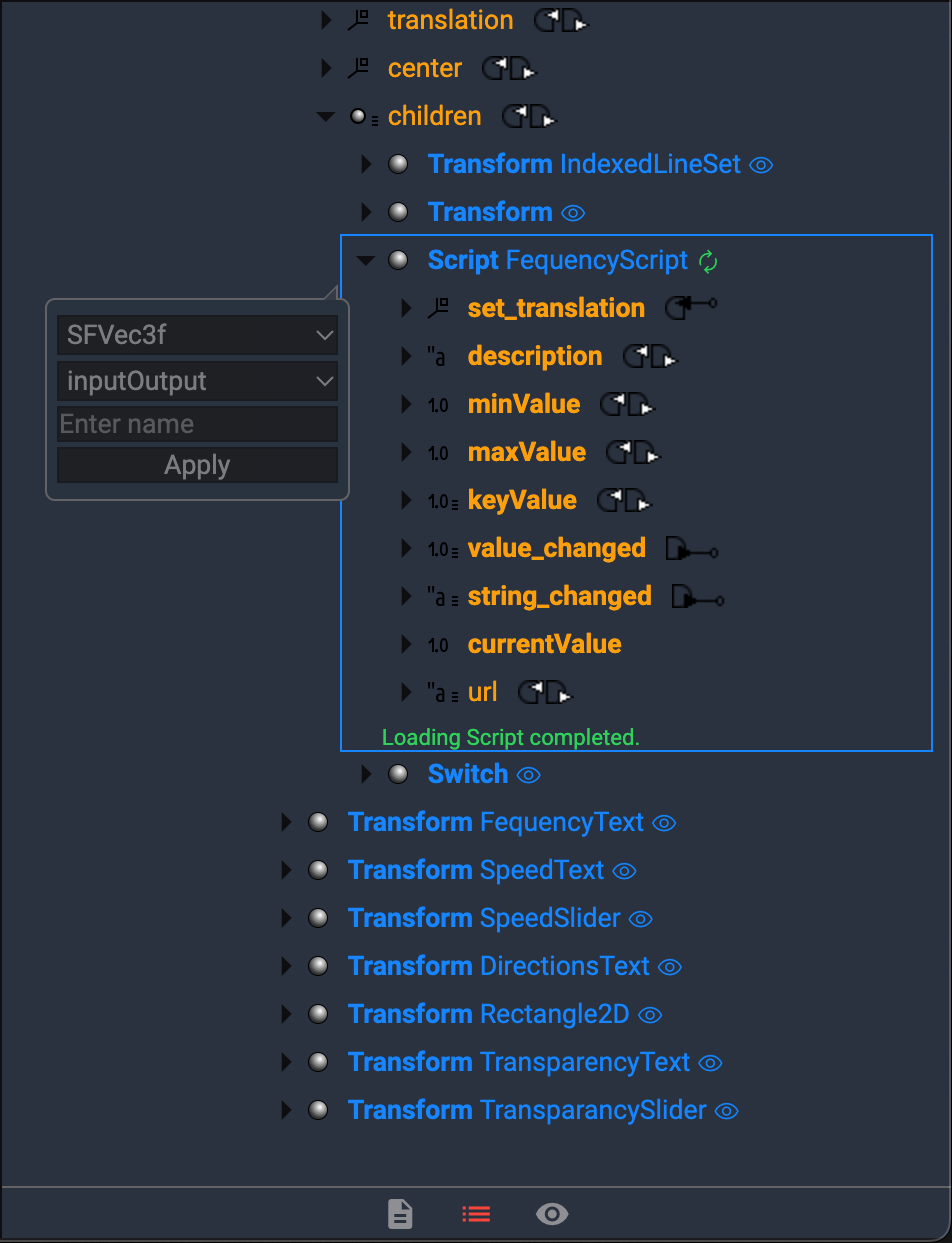 translation
center
children
Transform IndexedLineSet
Transform
Script FequencyScript
set_translation
SFVec3f
"a description
inputOutput
1.0 minValue
Enter name
1.0 maxValue
Apply
1.0 keyValue
1.0 value_changed
"a string_changed
1.0 currentValue
"a url
Loading Script completed.
Switch
Transform FequencyText
Transform SpeedText
Transform SpeedSlider
Transform DirectionsText
Transform Rectangle2D
Transform TransparencyText
Transform TransparancySlider